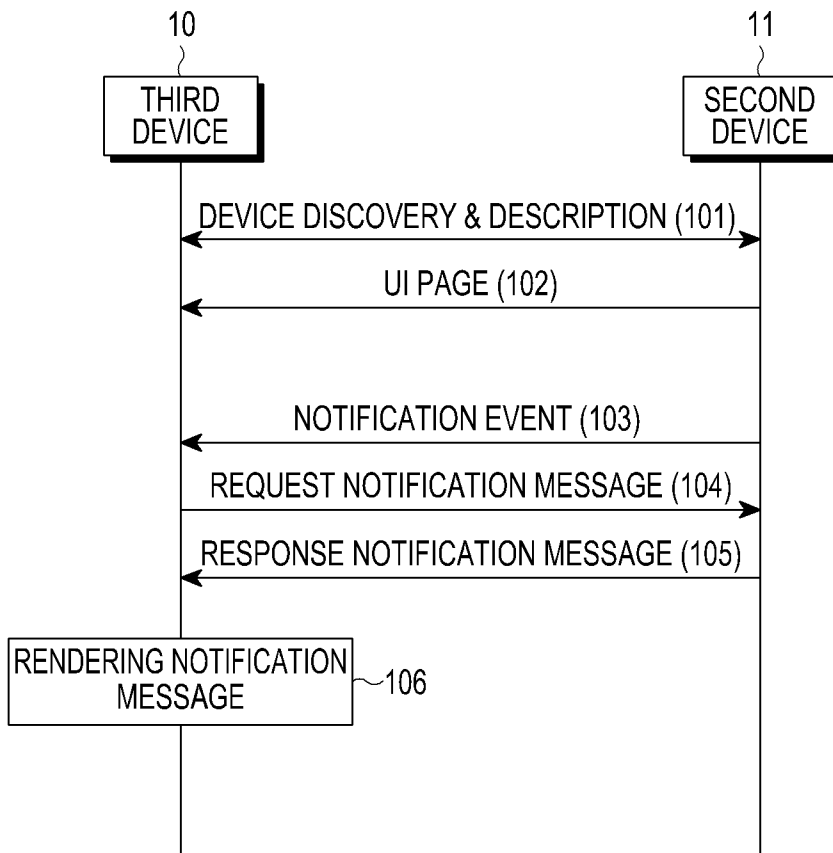 10
11
THIRD
DEVICE
SECOND
DEVICE
DEVICE DISCOVERY & DESCRIPTION (101)
UI PAGE (102)
NOTIFICATION EVENT (103)
REQUEST NOTIFICATION MESSAGE (104)
RESPONSE NOTIFICATION MESSAGE (105)
RENDERING NOTIFICATION
MESSAGE
106